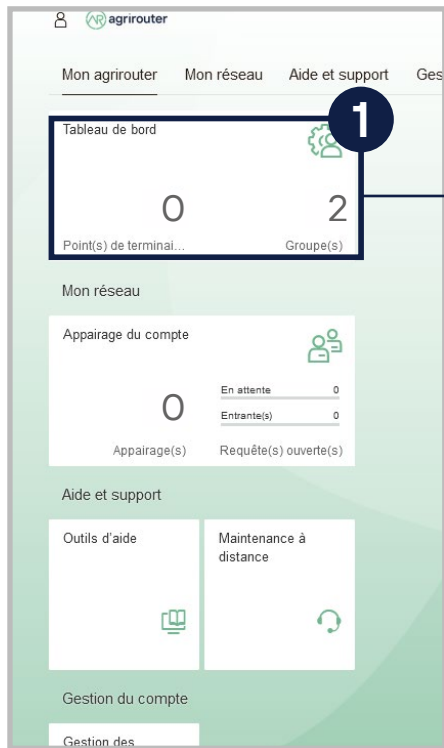 agrirouter
Mon agrirouter Mon réseau Aide et support Ges
1
Tableau de bord
0 2
Point(s) de terminai... Groupe(s)
Mon réseau
Appairage du compte
En attente 0
0
Entrante(s) 0
Appairage(s) Requête(s) ouverte(s)
Aide et support
Outils d'aide Maintenance à
distance
Gestion du compte
Gestion des